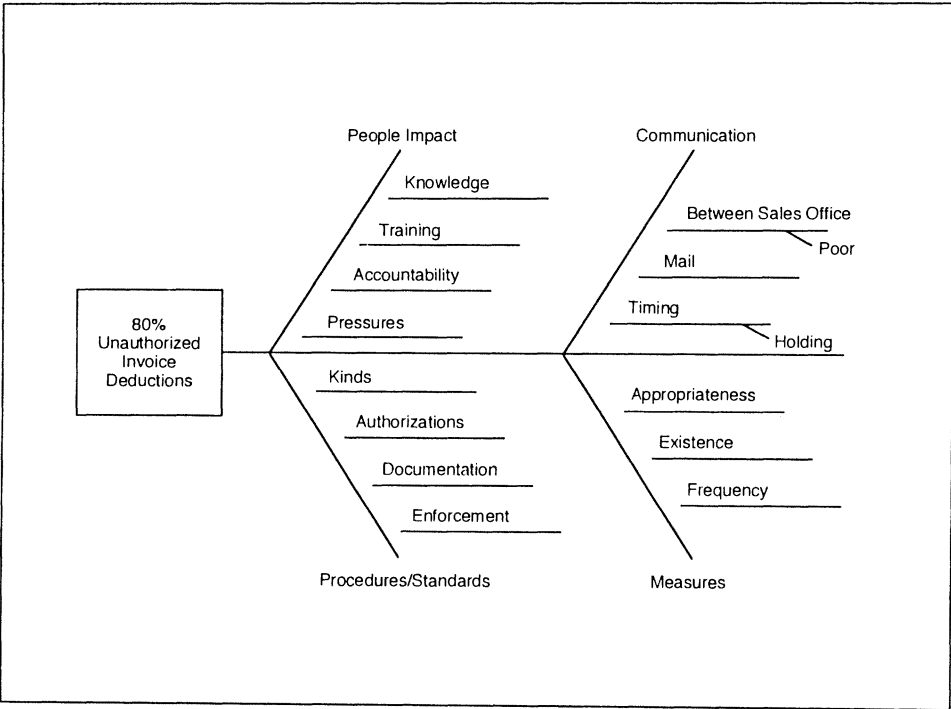 People Impact
Knowledge
Training
Accountability
Pressures
Communication
Between Sales Office
Poor
Mail
Timing
Holding
80%
Unauthorized
Invoice
Deductions
Kinds
Authorizations
Documentation
Enforcement
Procedures/Standards
Appropriateness
Existence
Frequency
Measures